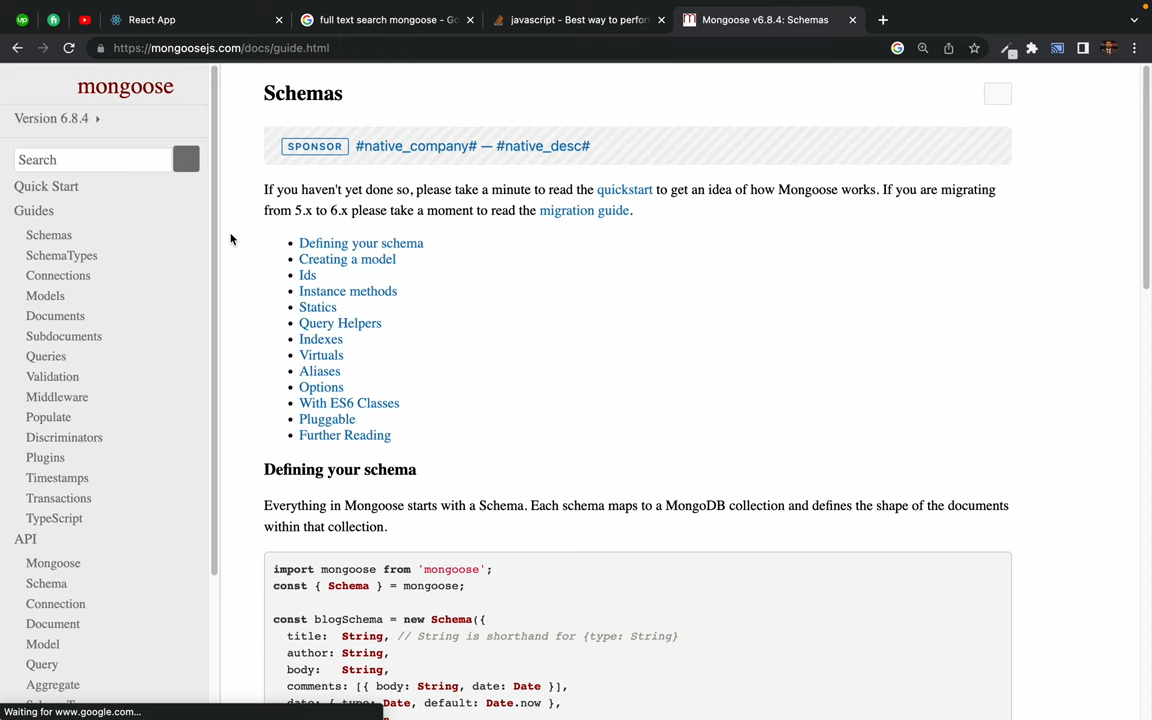 React App
full text search mongoose - Go
javascript - Best way to perfor
Mongoose v6.8.4: Schemas
https://mongoosejs.com/docs/guide.html
mongoose
Version 6.8.4
Search
Quick Start
Guides
Schemas
SchemaTypes
Connections
Models
Documents
Subdocuments
Queries
Validation
Middleware
Populate
Discriminators
Plugins
Timestamps
Transactions
TypeScript
API
Mongoose
Schema
Connection
Document
Model
Query
Aggregate
Schemas
SPONSOR #native_company# — #native_desc#
If you haven't yet done so, please take a minute to read the quickstart to get an idea of how Mongoose works. If you are migrating
from 5.x to 6.x please take a moment to read the migration guide.
• Defining your schema
• Creating a model
• Ids
• Instance methods
• Statics
• Query Helpers
• Indexes
• Virtuals
• Aliases
• Options
• With ES6 Classes
• Pluggable
• Further Reading
Defining your schema
Everything in Mongoose starts with a Schema. Each schema maps to a MongoDB collection and defines the shape of the documents
within that collection.
import mongoose from 'mongoose';
const { Schema } = mongoose;
const blogSchema = new Schema({
title: String, // String is shorthand for {type: String}
author: String,
body: String,
comments: [{ body: String, date: Date }],
date: { type: Date, default: Date.now },
Waiting for www.google.com...